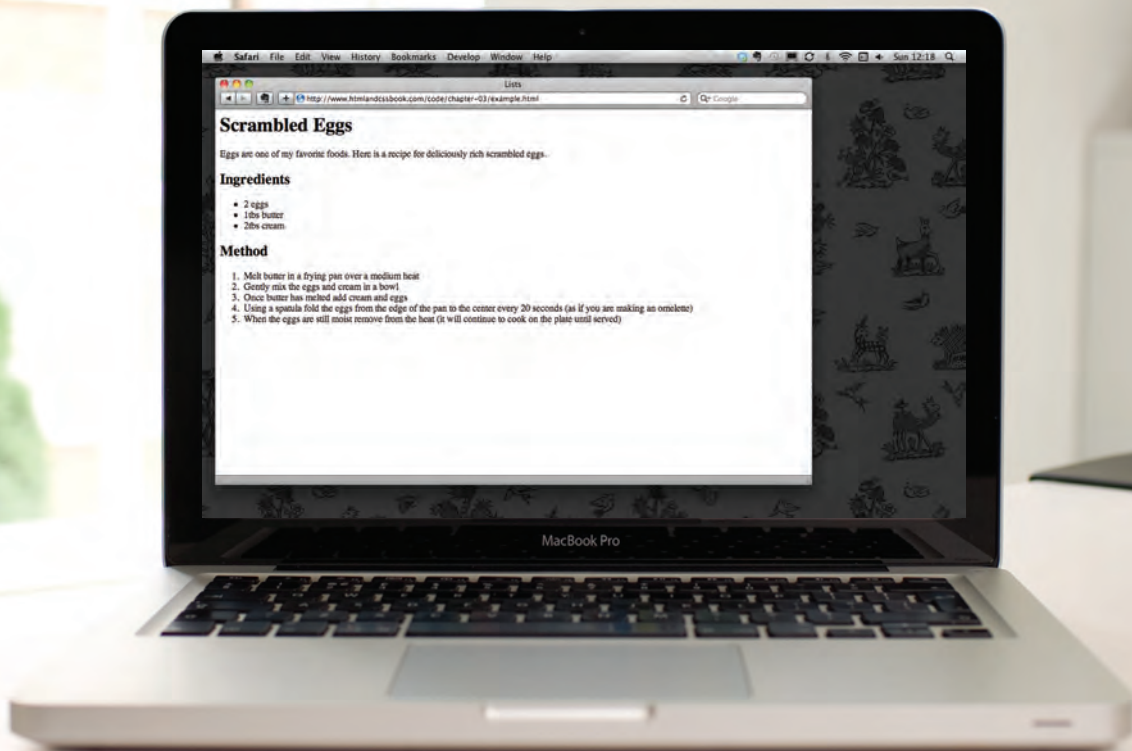 Safari File Edit View History Bookmarks Develop Window Help Sun 12:18
Lists
http://www.htmlandcssbook.com/code/chapter-03/example.html Google
Scrambled Eggs
Eggs are one of my favorite foods. Here is a recipe for deliciously rich scrambled eggs.
Ingredients
• 2 eggs
• 1tbs butter
• 2tbs cream
Method
1. Melt butter in a frying pan over a medium heat
2. Gently mix the eggs and cream in a bowl
3. Once butter has melted add cream and eggs
4. Using a spatula fold the eggs from the edge of the pan to the center every 20 seconds (as if you are making an omelette)
5. When the eggs are still moist remove from the heat (it will continue to cook on the plate until served)
MacBook Pro